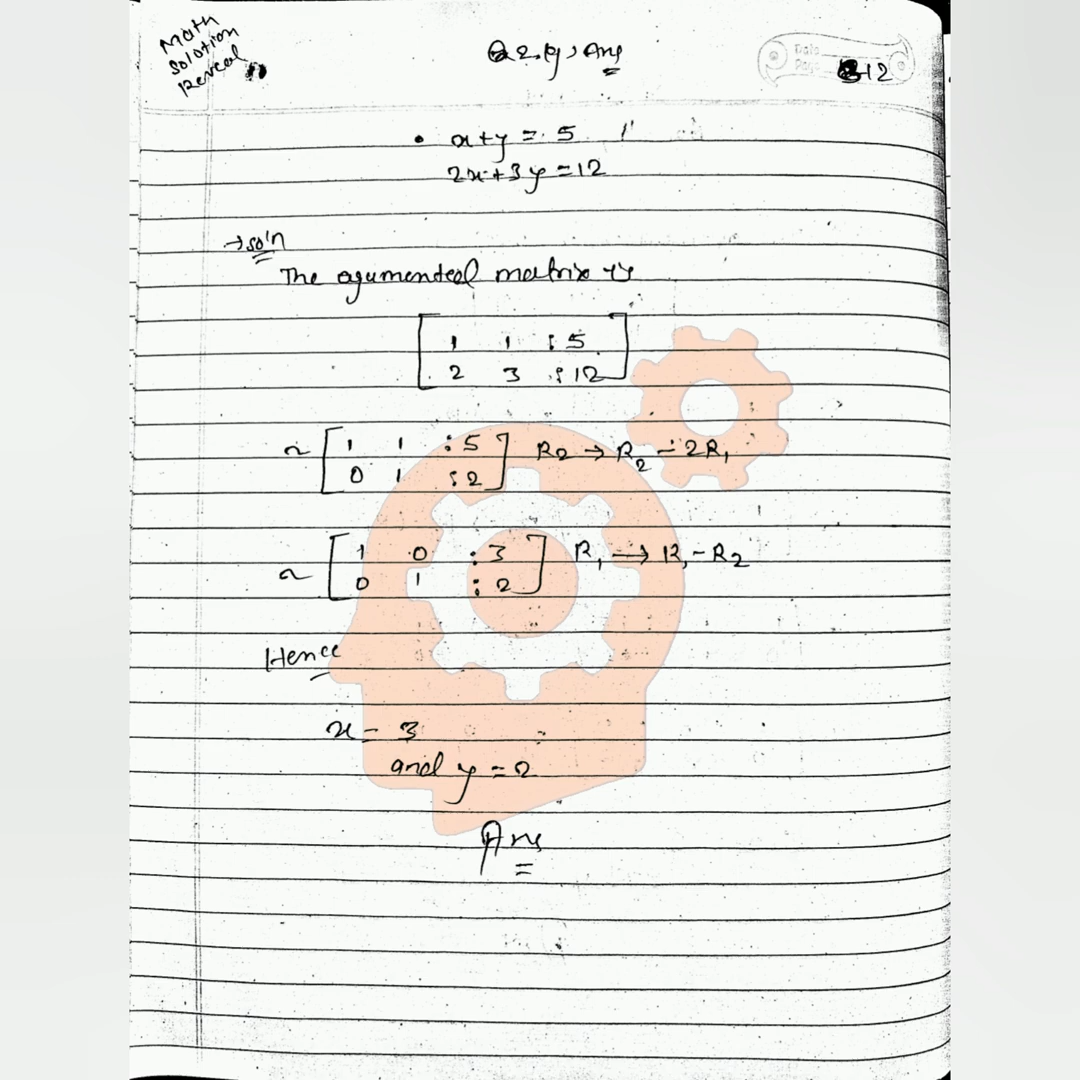 Math
Solution
Reveal
Q2. Ans
Date
Page 12
• x+y = 5
2x+3y=12
→ so'n
The agumented matrix is
[1 1 : 5
2 3 : 12]
~ [1 1 : 5
0 1 : 2] R2 → R2 - 2R1
~ [1 0 : 3
0 1 : 2] R1 → R1 - R2
Hence
x = 3
and y = 2
Ans